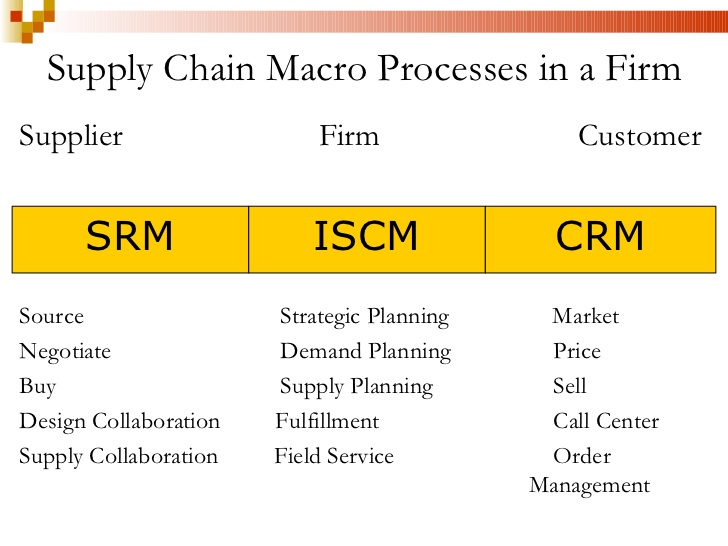 Supply Chain Macro Processes in a Firm
Supplier Firm Customer
SRM ISCM CRM
Source Strategic Planning Market
Negotiate Demand Planning Price
Buy Supply Planning Sell
Design Collaboration Fulfillment Call Center
Supply Collaboration Field Service Order
Management